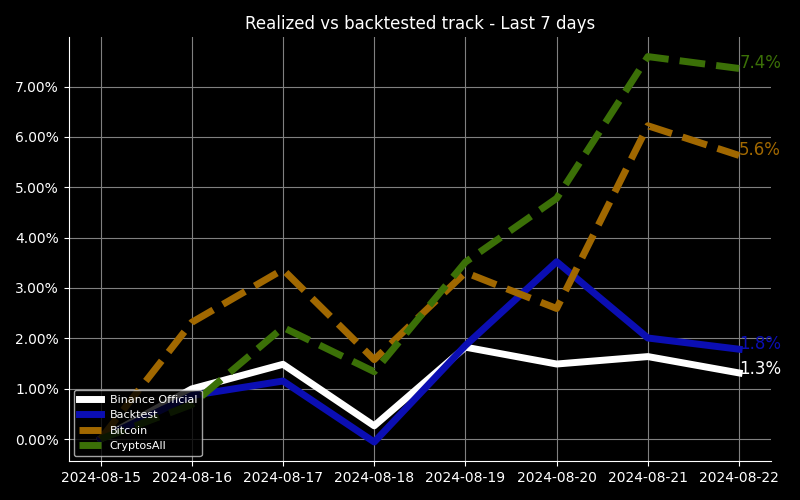 Realized vs backtested track - Last 7 days
7.4%
7.00%
6.00%
5.6%
5.00%
4.00%
3.00%
2.00%
1.8%
1.3%
1.00%
Binance Official
Backtest
Bitcoin
CryptosAll
0.00%
2024-08-15 2024-08-16 2024-08-17 2024-08-18 2024-08-19 2024-08-20 2024-08-21 2024-08-22